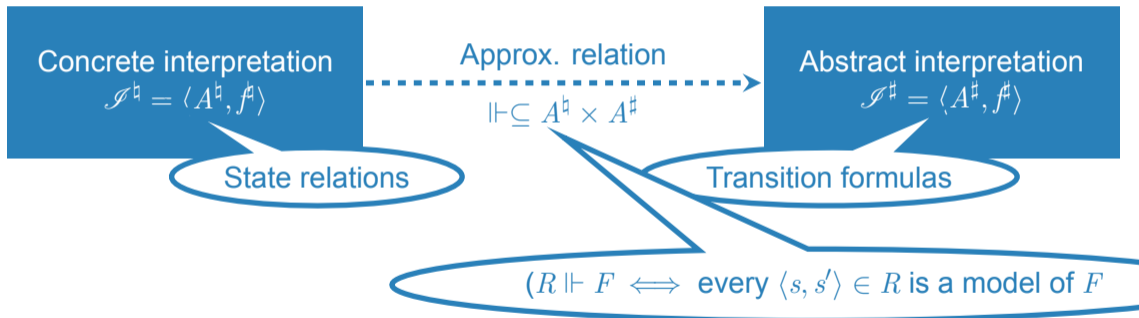 Concrete interpretation
𝓘♮ = ⟨A♮, f♮⟩
Approx. relation
⊩⊆ A♮ × A♯
Abstract interpretation
𝓘♯ = ⟨A♯, f♯⟩
State relations
Transition formulas
(R ⊩ F ⟺ every ⟨s, s′⟩ ∈ R is a model of F